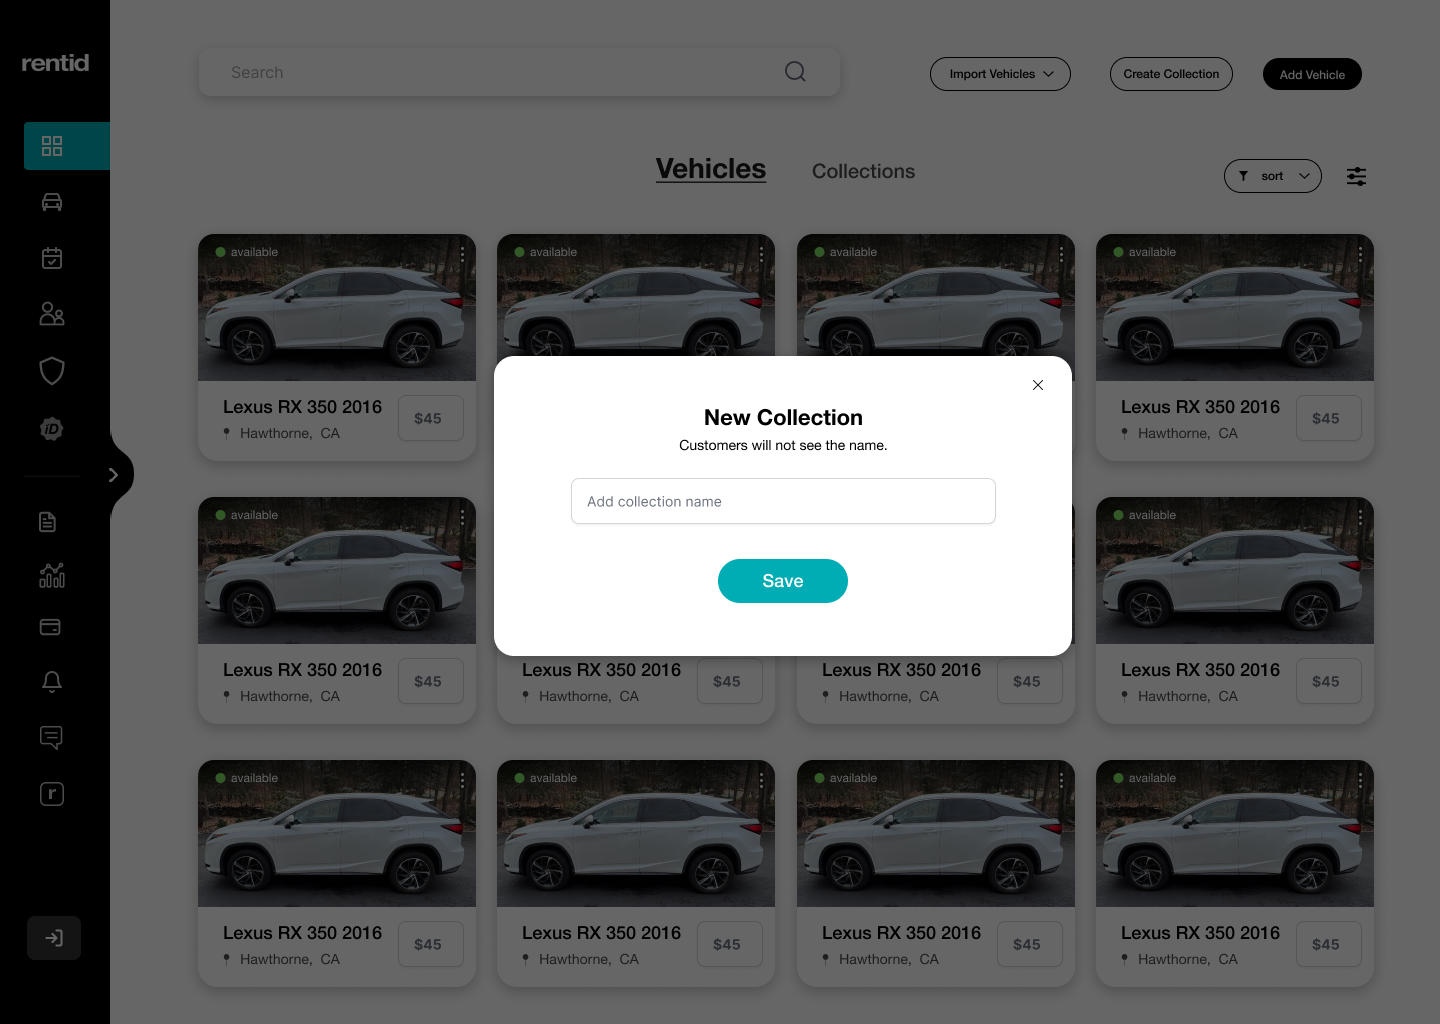 rentid
Search
Import Vehicles
Create Collection
Add Vehicle
Vehicles
Collections
sort
available
available
available
available
Lexus RX 350 2016
$45
Hawthorne, CA
Lexus RX 350 2016
$45
Hawthorne, CA
New Collection
Customers will not see the name.
Add collection name
Save
iD
available
available
Lexus RX 350 2016
$45
Hawthorne, CA
Lexus RX 350 2016
$45
Hawthorne, CA
Lexus RX 350 2016
$45
Hawthorne, CA
Lexus RX 350 2016
$45
Hawthorne, CA
r
available
available
available
available
Lexus RX 350 2016
$45
Hawthorne, CA
Lexus RX 350 2016
$45
Hawthorne, CA
Lexus RX 350 2016
$45
Hawthorne, CA
Lexus RX 350 2016
$45
Hawthorne, CA